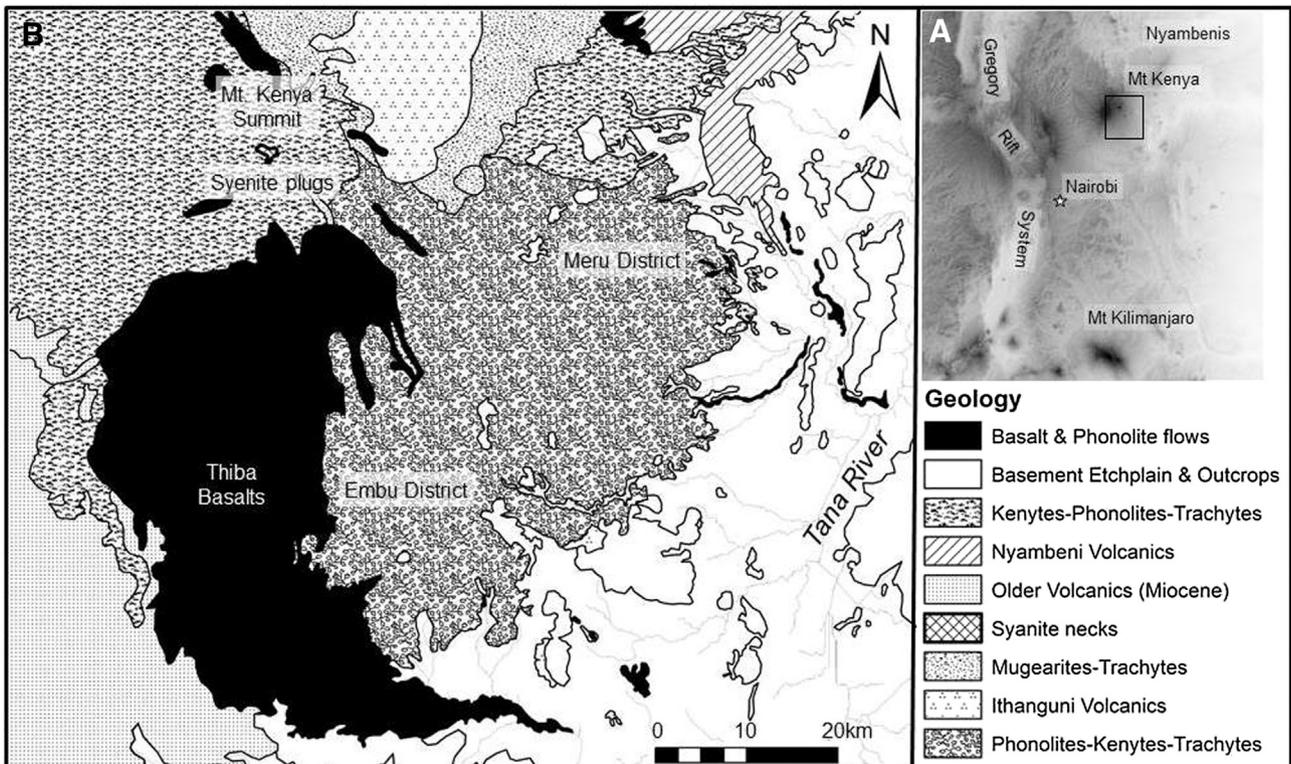 B
N
Mt. Kenya
Summit
Syenite plugs
Meru District
Thiba
Basalts
Embu District
Tana River
0 10 20km
A
Nyambenis
Gregory
Mt Kenya
Rift
Nairobi
System
Mt Kilimanjaro
Geology
Basalt & Phonolite flows
Basement Etchplain & Outcrops
Kenytes-Phonolites-Trachytes
Nyambeni Volcanics
Older Volcanics (Miocene)
Syanite necks
Mugearites-Trachytes
Ithanguni Volcanics
Phonolites-Kenytes-Trachytes